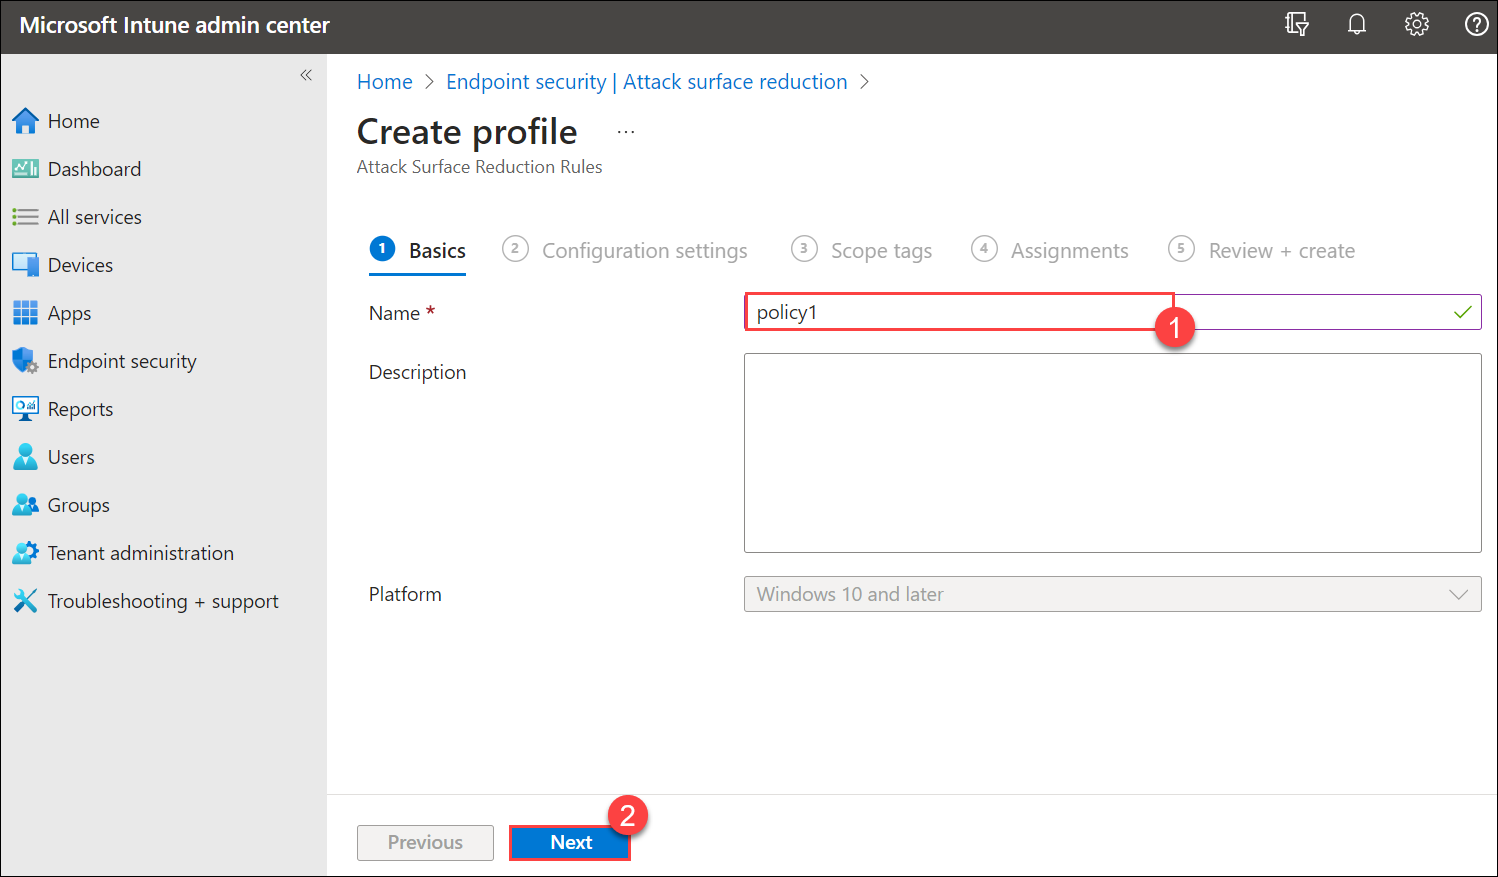 Microsoft Intune admin center
Home > Endpoint security | Attack surface reduction >
Create profile ...
Attack Surface Reduction Rules
Home
Dashboard
All services
Devices
Apps
Endpoint security
Reports
Users
Groups
Tenant administration
Troubleshooting + support
1 Basics 2 Configuration settings 3 Scope tags 4 Assignments 5 Review + create
Name * policy1
1
Description
Platform Windows 10 and later
2
Previous Next